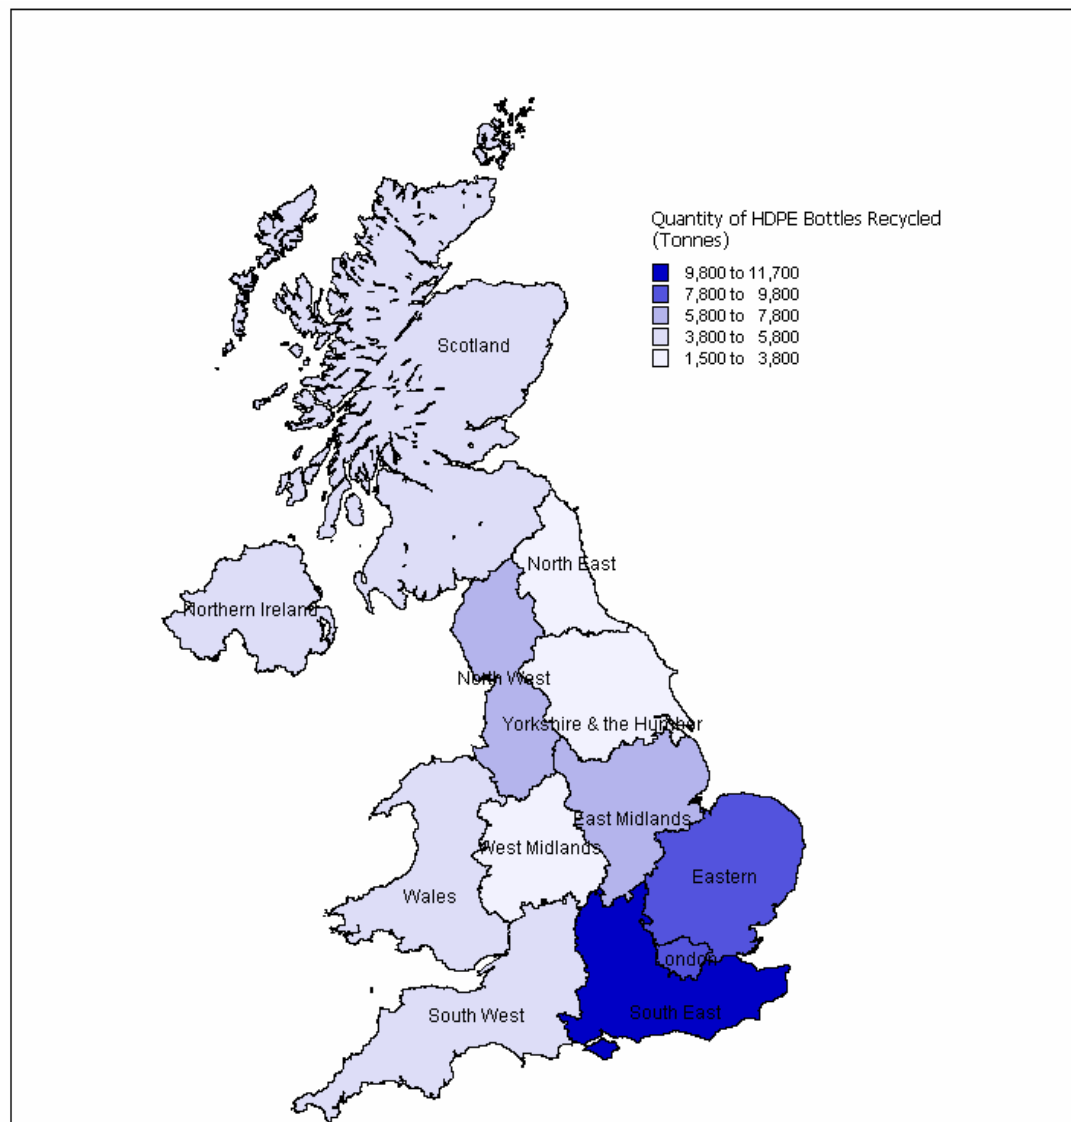 Quantity of HDPE Bottles Recycled
(Tonnes)
9,800 to 11,700
7,800 to 9,800
5,800 to 7,800
3,800 to 5,800
1,500 to 3,800
Scotland
North East
Northern Ireland
North West
Yorkshire & the Humber
East Midlands
West Midlands
Eastern
Wales
London
South East
South West